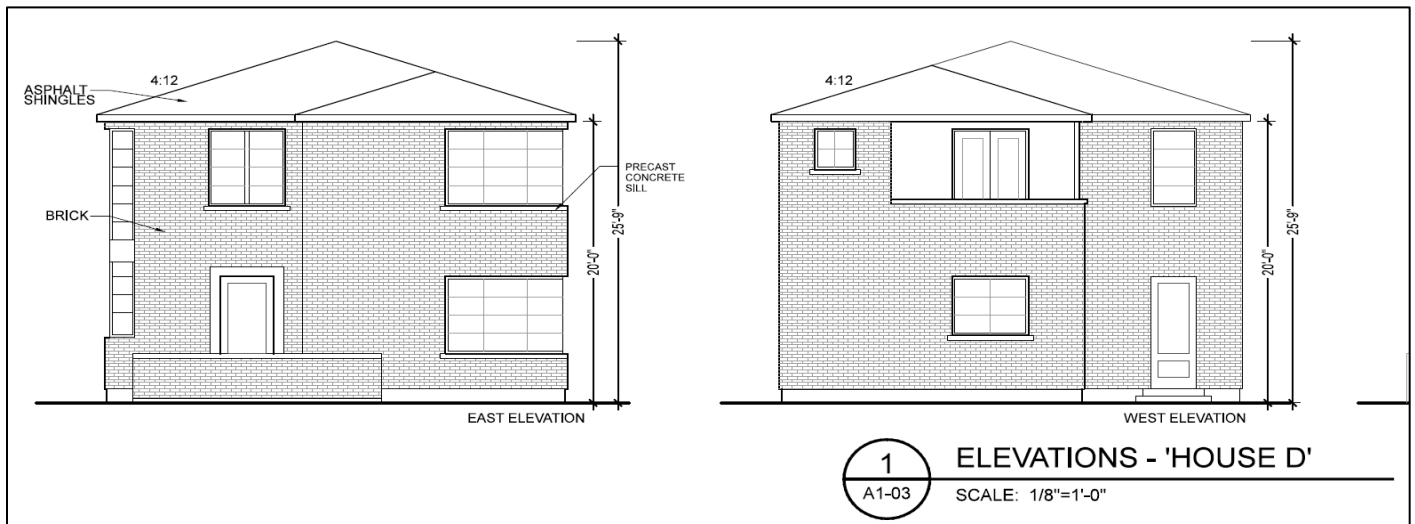 4:12
ASPHALT
SHINGLES
BRICK
PRECAST
CONCRETE
SILL
20'-0"
25'-9"
EAST ELEVATION
4:12
20'-0"
25'-9"
WEST ELEVATION
1
A1-03
ELEVATIONS - 'HOUSE D'
SCALE: 1/8"=1'-0"